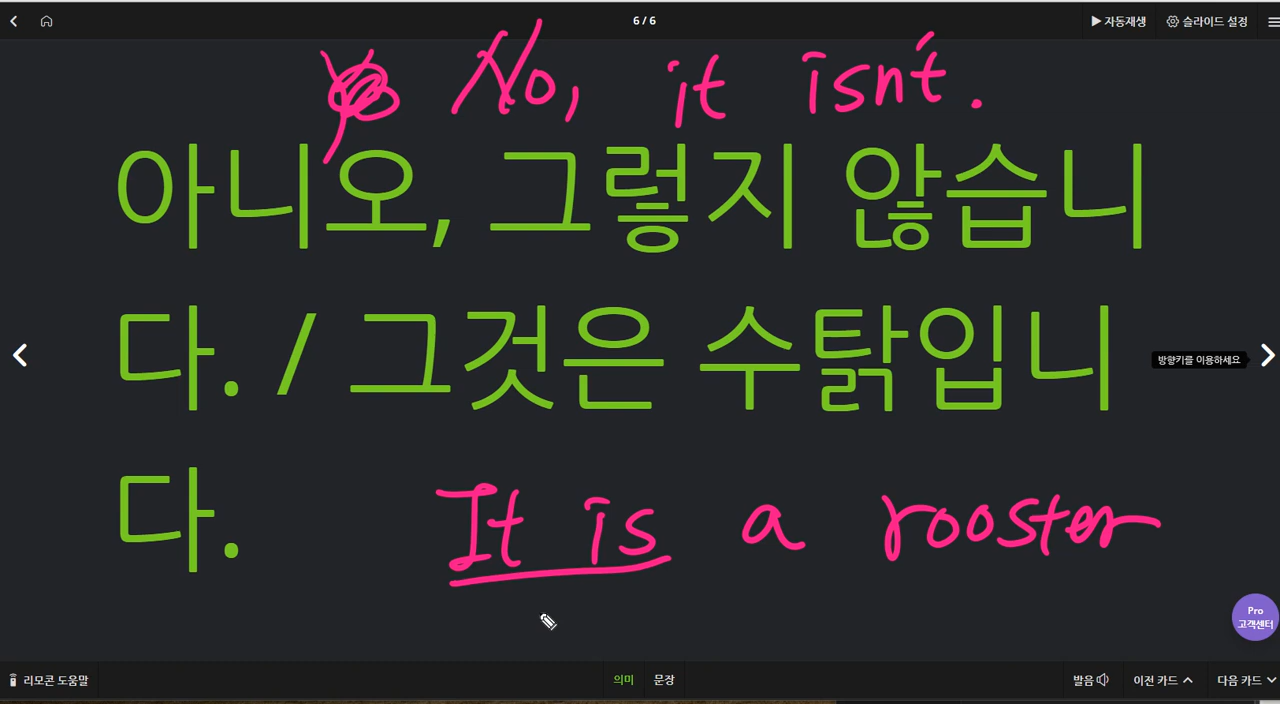 6 / 6
▶ 자동재생
슬라이드 설정
No, it isn't.
아니오, 그렇지 않습니
다. / 그것은 수탉입니
방향키를 이용하세요
다.
It is a rooster
Pro
고객센터
리모콘 도움말
의미
문장
발음
이전 카드
다음 카드